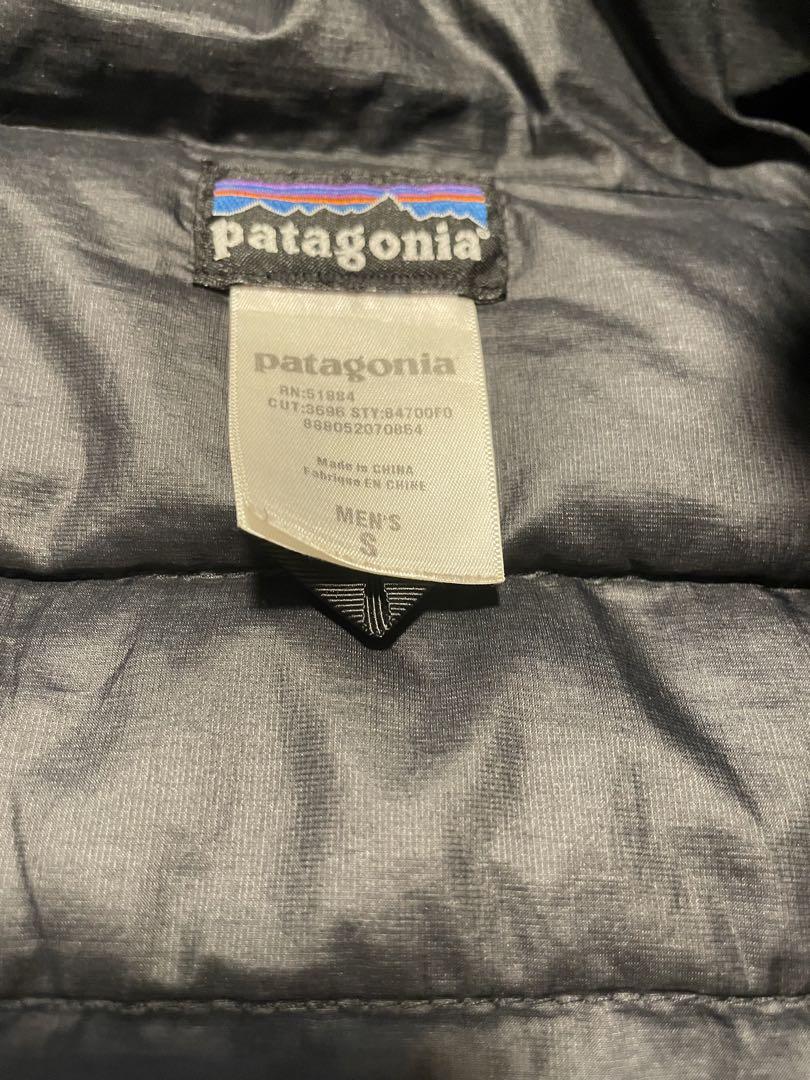 patagonia®
patagonia
RN:51884
CUT:3696 STY:84700F0
888052070864
Made in CHINA
Fabriqué EN CHINE
MEN'S
S